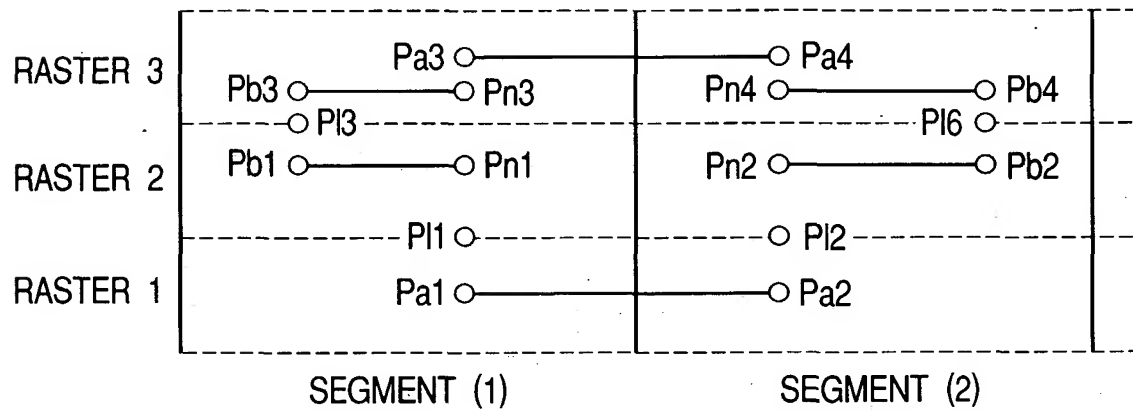 RASTER 3 Pa3 Pa4
Pb3 Pn3 Pn4 Pb4
Pl3 Pl6
RASTER 2 Pb1 Pn1 Pn2 Pb2
Pl1 Pl2
RASTER 1 Pa1 Pa2
SEGMENT (1) SEGMENT (2)